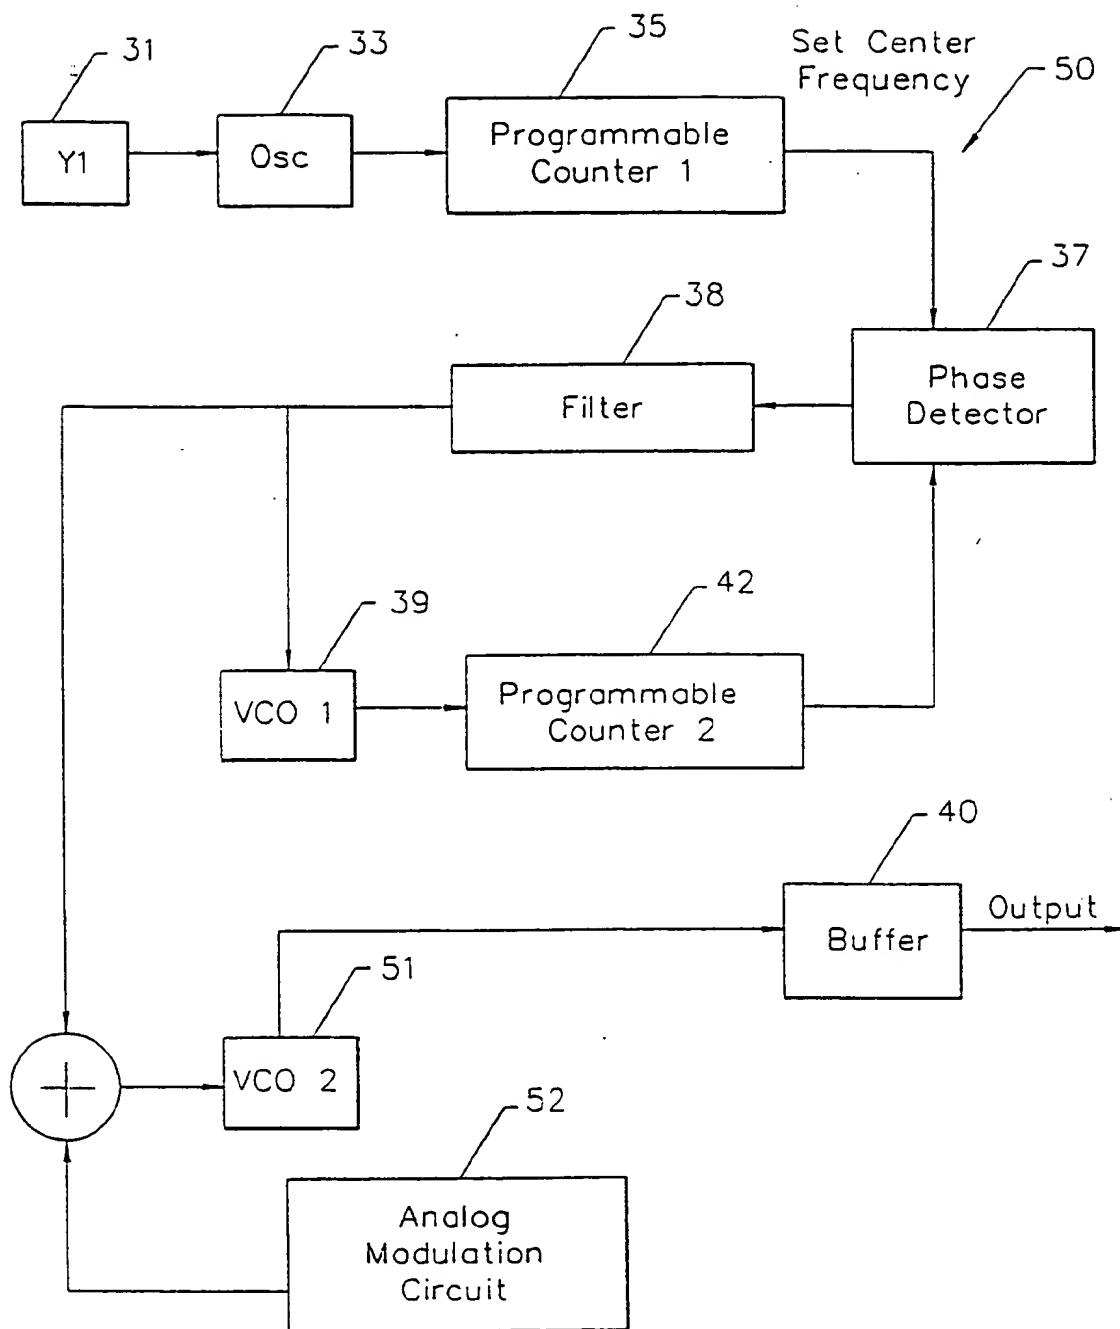 31
33
35
Set Center
Frequency
50
Y1
Osc
Programmable
Counter 1
37
38
Phase
Detector
Filter
39
42
VCO 1
Programmable
Counter 2
40
Buffer
Output
51
VCO 2
52
Analog
Modulation
Circuit